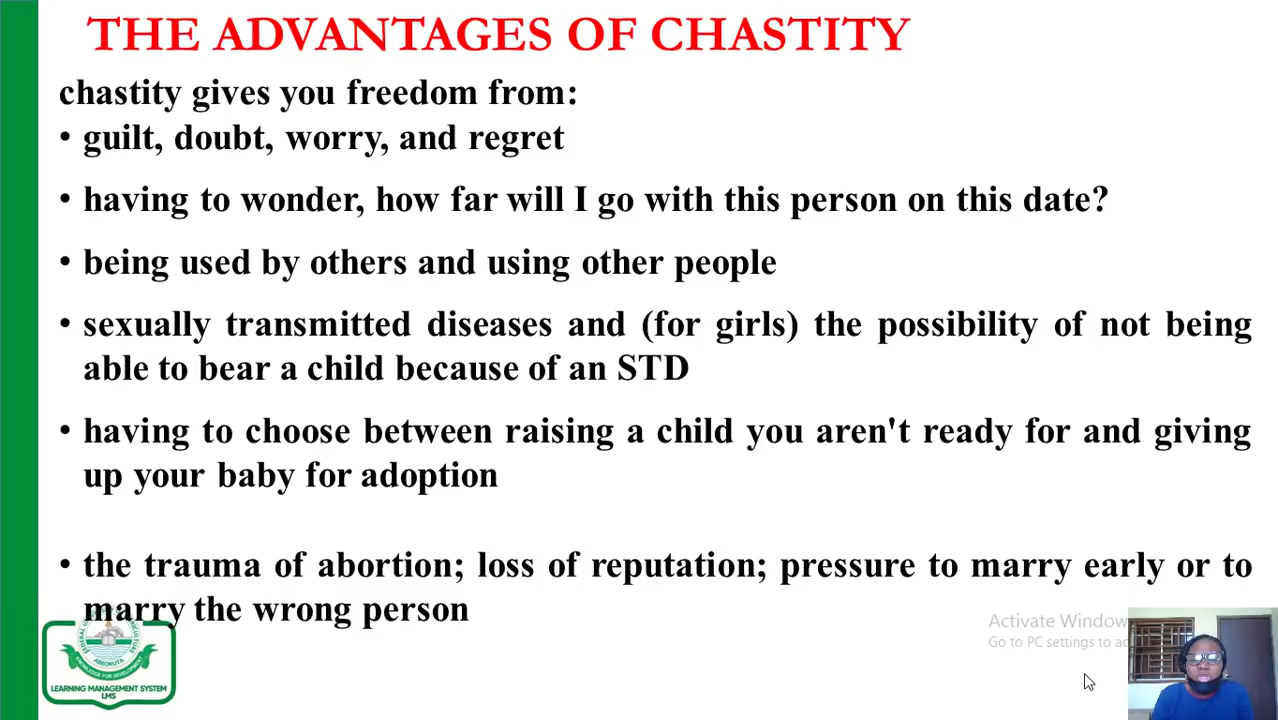 THE ADVANTAGES OF CHASTITY
chastity gives you freedom from:
• guilt, doubt, worry, and regret
• having to wonder, how far will I go with this person on this date?
• being used by others and using other people
• sexually transmitted diseases and (for girls) the possibility of not being
able to bear a child because of an STD
• having to choose between raising a child you aren't ready for and giving
up your baby for adoption
• the trauma of abortion; loss of reputation; pressure to marry early or to
marry the wrong person
Activate Window
Go to PC settings to ac
ABEOKUTA
KNOWLEDGE FOR DEVELOPMENT
LEARNING MANAGEMENT SYSTEM
LMS